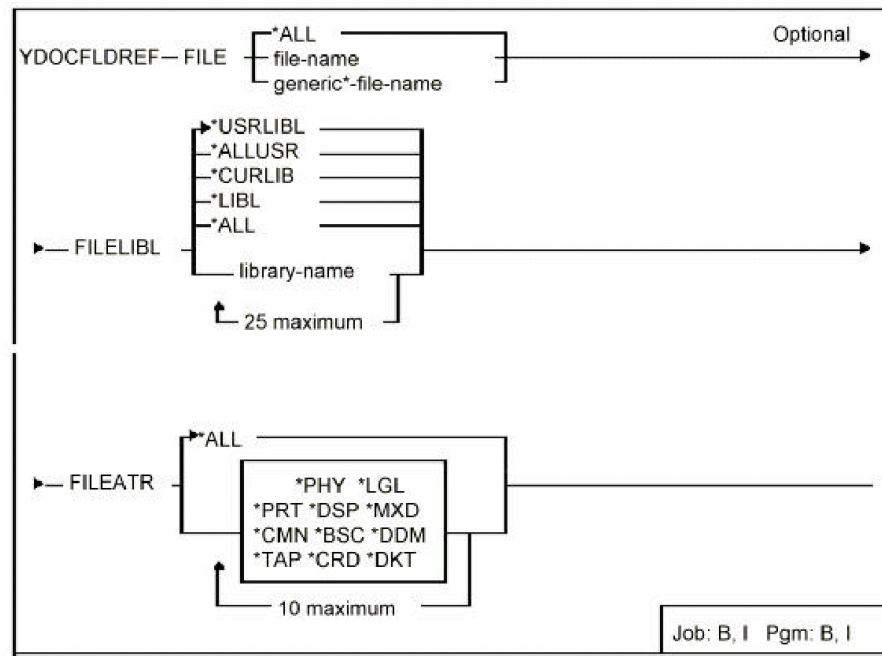 *ALL
Optional
YDOCFLDREF FILE
file-name
generic*-file-name
*USRLIBL
*ALLUSR
*CURLIB
*LIBL
*ALL
FILELIBL
library-name
25 maximum
*ALL
FILEATR
*PHY *LGL
*PRT *DSP *MXD
*CMN *BSC *DDM
*TAP *CRD *DKT
10 maximum
Job: B, I Pgm: B, I